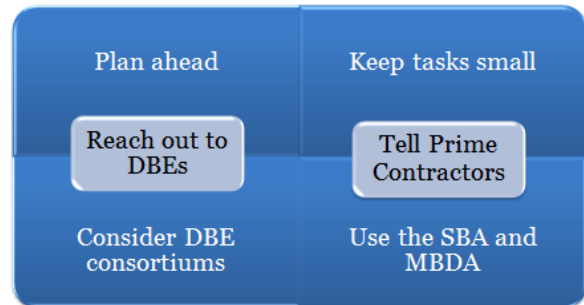 Plan ahead
Keep tasks small
Reach out to
DBEs
Tell Prime
Contractors
Consider DBE
consortiums
Use the SBA and
MBDA